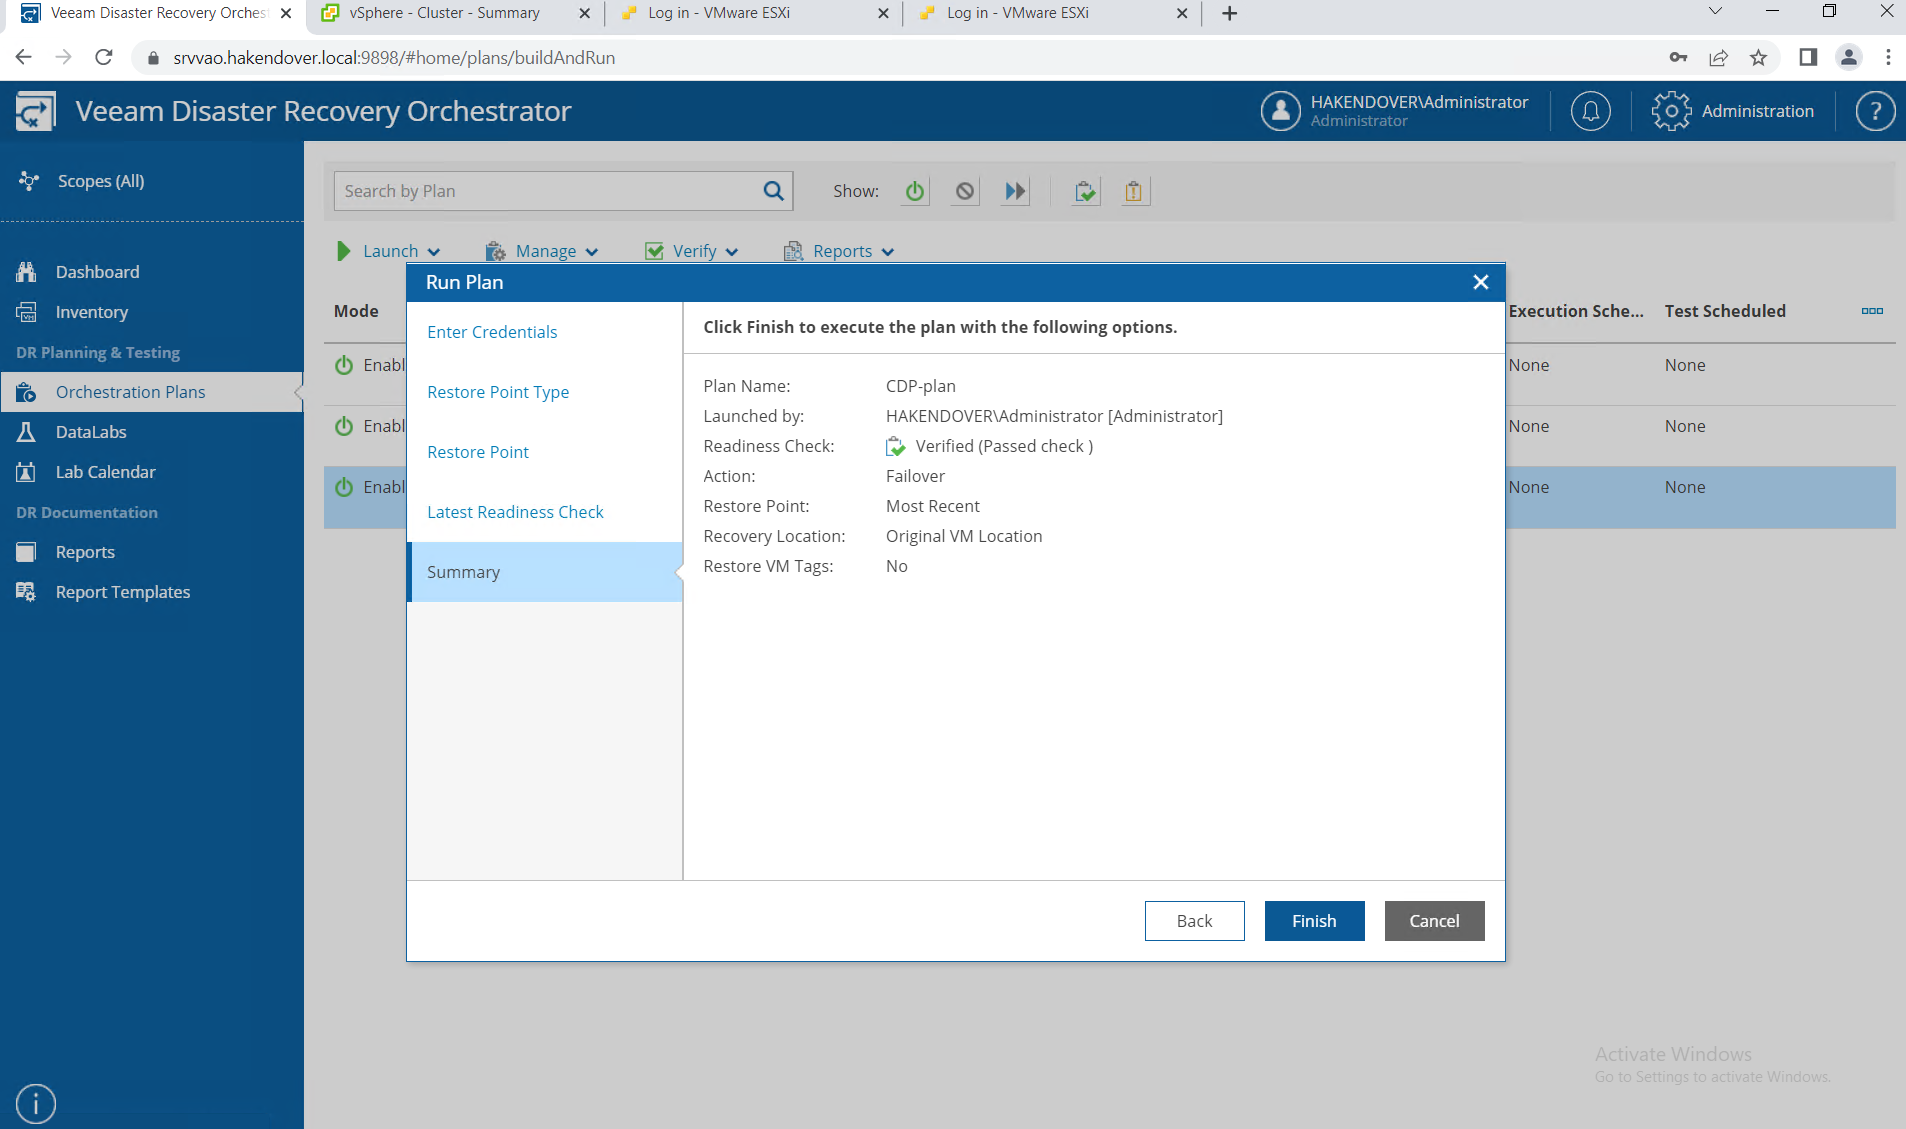 Veeam Disaster Recovery Orches
vSphere - Cluster - Summary
Log in - VMware ESXi
Log in - VMware ESXi
srvvao.hakendover.local:9898/#home/plans/buildAndRun
Veeam Disaster Recovery Orchestrator
HAKENDOVER\Administrator
Administrator
Administration
?
Scopes (All)
Dashboard
Inventory
DR Planning & Testing
Orchestration Plans
DataLabs
Lab Calendar
DR Documentation
Reports
Report Templates
Search by Plan
Show:
Launch
Manage
Verify
Reports
Mode
Execution Sche...
Test Scheduled
Enabl
None
None
Enabl
None
None
Enabl
None
None
Run Plan
Enter Credentials
Restore Point Type
Restore Point
Latest Readiness Check
Summary
Click Finish to execute the plan with the following options.
Plan Name: CDP-plan
Launched by: HAKENDOVER\Administrator [Administrator]
Readiness Check: Verified (Passed check )
Action: Failover
Restore Point: Most Recent
Recovery Location: Original VM Location
Restore VM Tags: No
Back
Finish
Cancel
Activate Windows
Go to Settings to activate Windows.